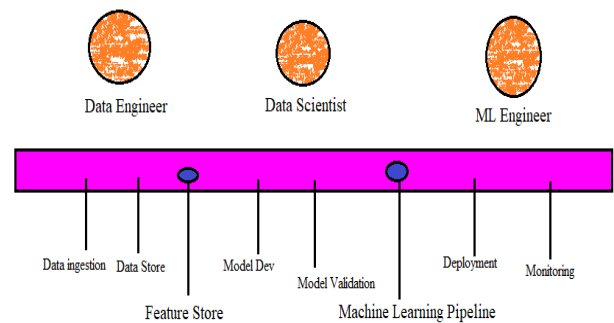 Data Engineer
Data Scientist
ML Engineer
Data ingestion
Data Store
Feature Store
Model Dev
Model Validation
Machine Learning Pipeline
Deployment
Monitoring